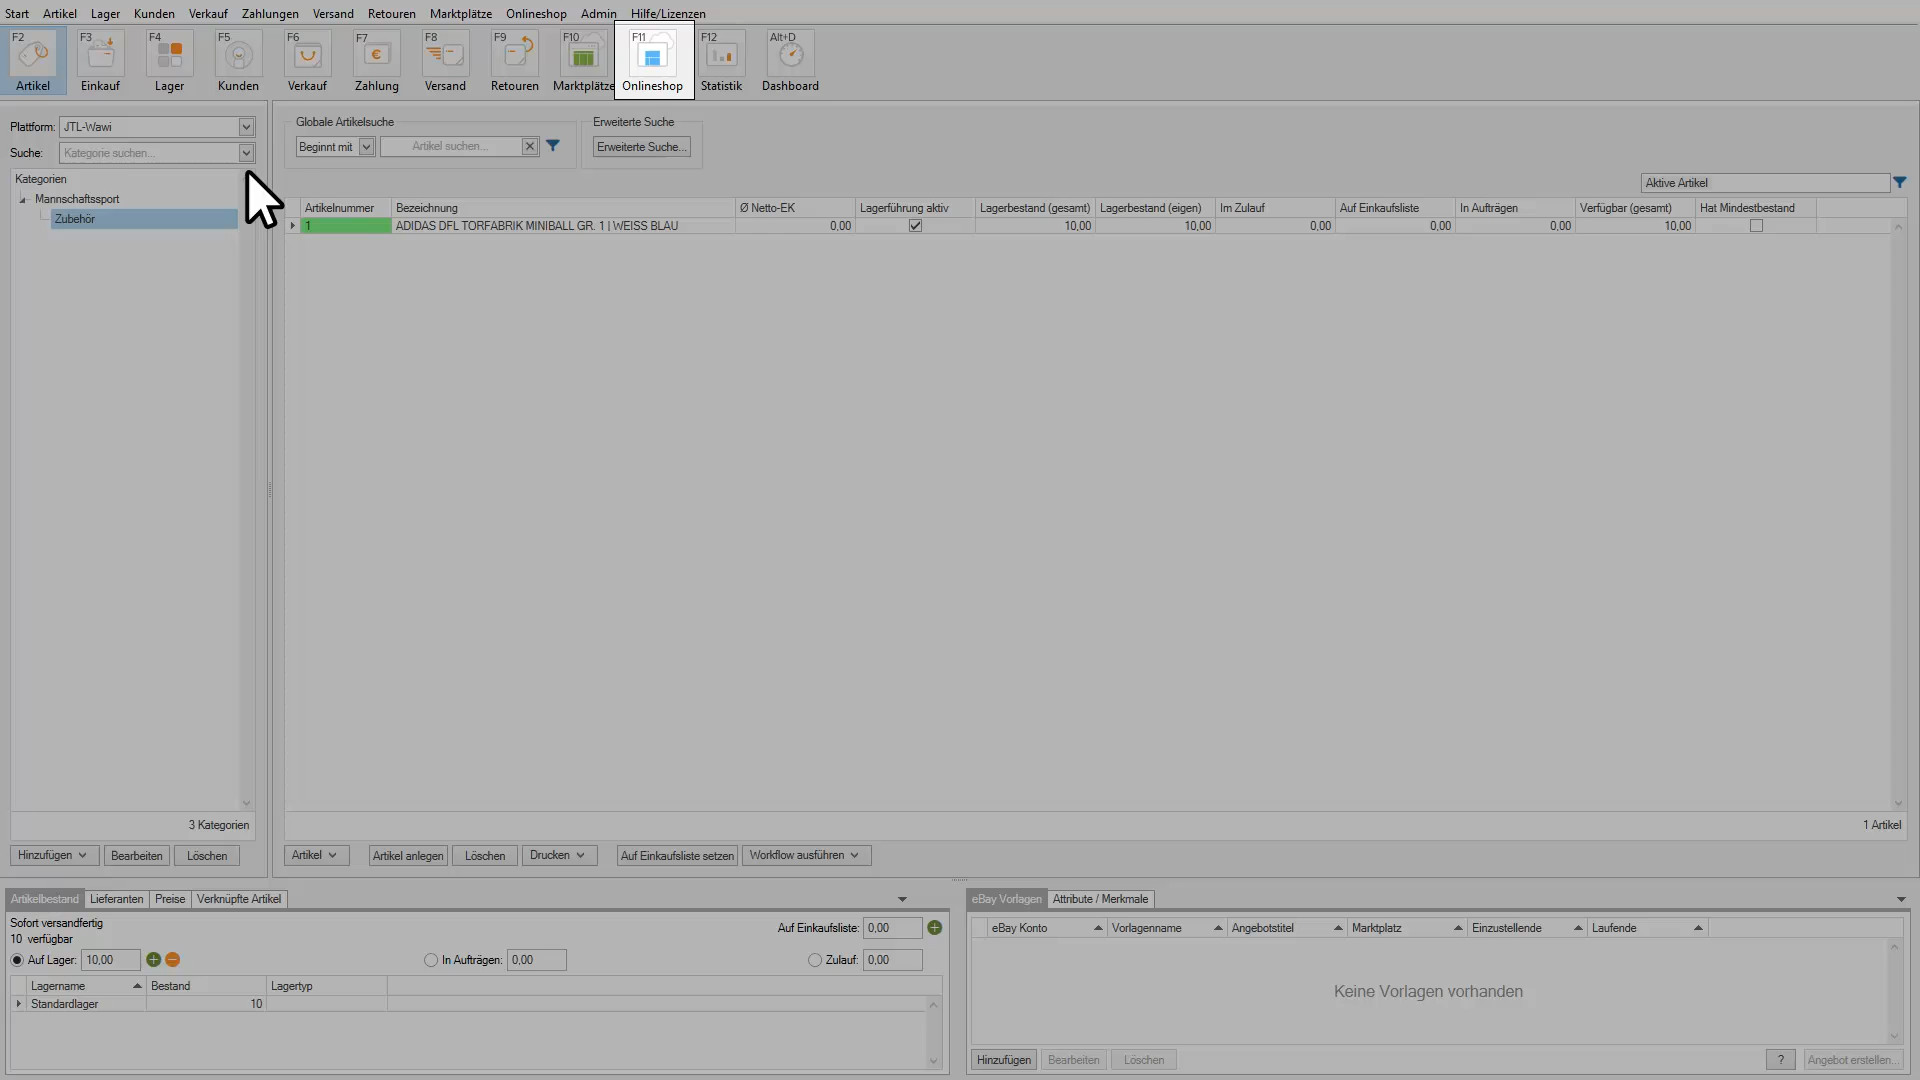 Start Artikel Lager Kunden Verkauf Zahlungen Versand Retouren Marktplätze Onlineshop Admin Hilfe/Lizenzen
F2 F3 F4 F5 F6 F7 F8 F9 F10 F11 F12 Alt+D
Artikel Einkauf Lager Kunden Verkauf Zahlung Versand Retouren Marktplätze Onlineshop Statistik Dashboard
Plattform: JTL-Wawi
Suche: Kategorie suchen...
Kategorien
Mannschaftssport
Zubehör
3 Kategorien
Hinzufügen Bearbeiten Löschen
Globale Artikelsuche Erweiterte Suche
Beginnt mit Artikel suchen... Erweiterte Suche...
Aktive Artikel
Artikelnummer Bezeichnung Ø Netto-EK Lagerführung aktiv Lagerbestand (gesamt) Lagerbestand (eigen) Im Zulauf Auf Einkaufsliste In Aufträgen Verfügbar (gesamt) Hat Mindestbestand
1 ADIDAS DFL TORFABRIK MINIBALL GR. 1 | WEISS BLAU 0,00 10,00 10,00 0,00 0,00 0,00 10,00
1 Artikel
Artikel Artikel anlegen Löschen Drucken Auf Einkaufsliste setzen Workflow ausführen
Artikelbestand Lieferanten Preise Verknüpfte Artikel
Sofort versandfertig
10 verfügbar
Auf Einkaufsliste: 0,00
Auf Lager: 10,00 In Aufträgen: 0,00 Zulauf: 0,00
Lagername Bestand Lagertyp
Standardlager 10
eBay Vorlagen Attribute / Merkmale
eBay Konto Vorlagenname Angebotstitel Marktplatz Einzustellende Laufende
Keine Vorlagen vorhanden
Hinzufügen Bearbeiten Löschen ? Angebot erstellen...